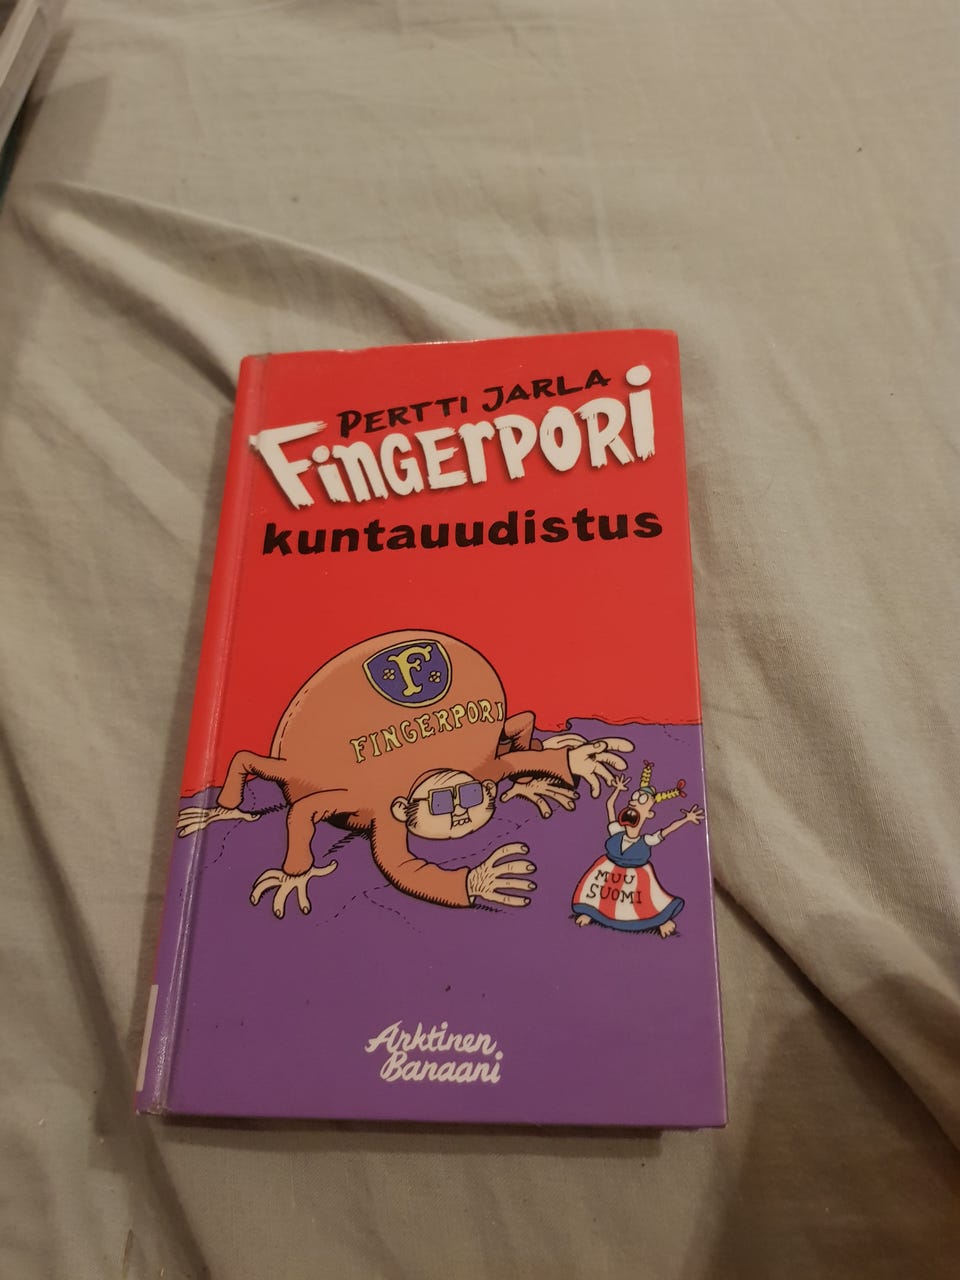 PERTTI JARLA
FINGERPORI
kuntauudistus
F
FINGERPORI
MUU
SUOMI
Arktinen
Banaani